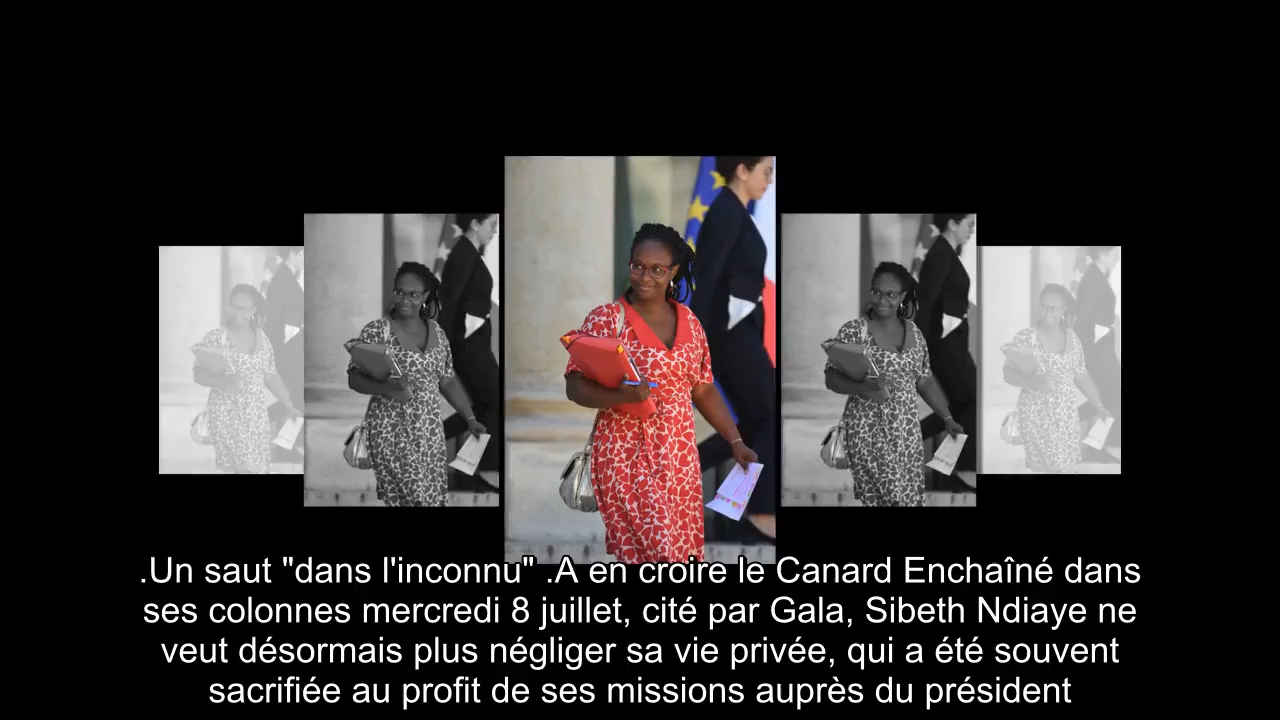 .Un saut "dans l'inconnu" .A en croire le Canard Enchaîné dans
ses colonnes mercredi 8 juillet, cité par Gala, Sibeth Ndiaye ne
veut désormais plus négliger sa vie privée, qui a été souvent
sacrifiée au profit de ses missions auprès du président